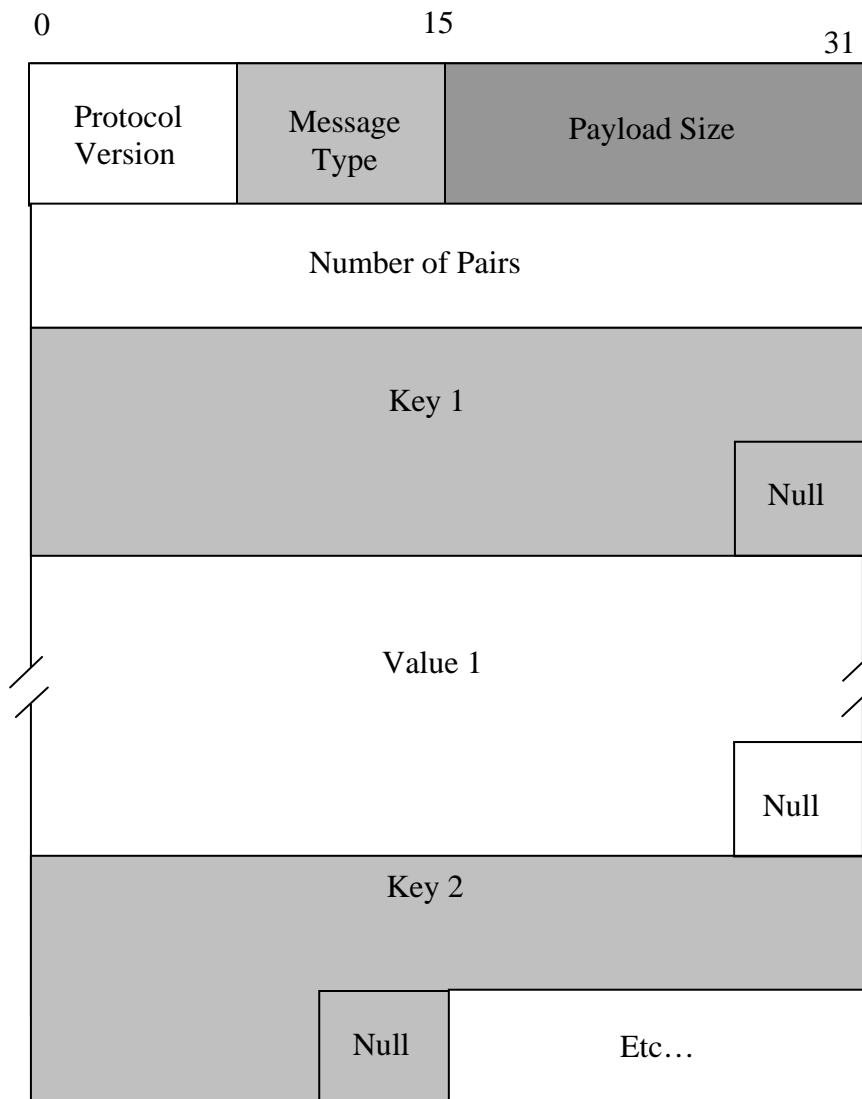 0 15 31
Protocol
Version
Message
Type
Payload Size
Number of Pairs
Key 1
Null
Value 1
Null
Key 2
Null
Etc…